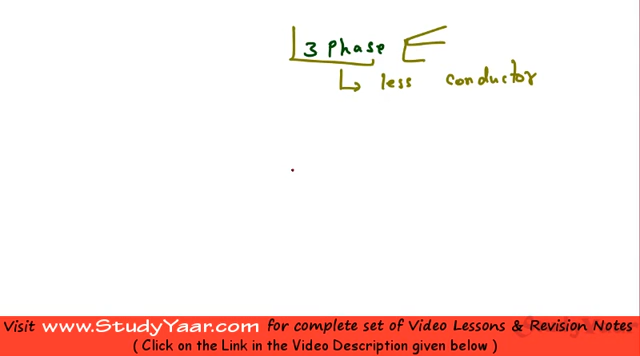 3 phase
less conductor
Visit www.StudyYaar.com for complete set of Video Lessons & Revision Notes
( Click on the Link in the Video Description given below )